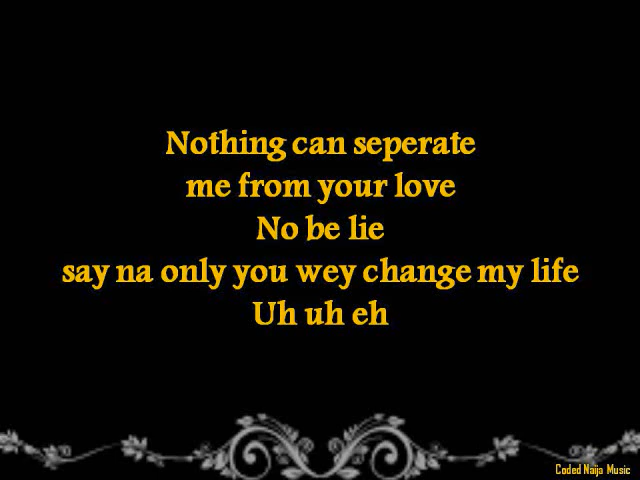 Nothing can seperate
me from your love
No be lie
say na only you wey change my life
Uh uh eh
Coded Naija Music